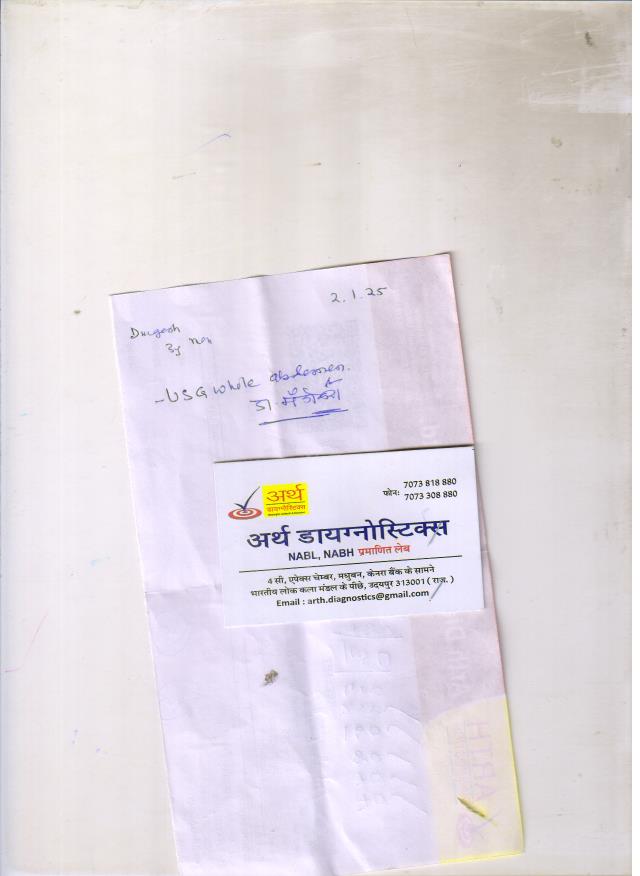 2.1.25
Durgesh
- USG whole abdomen.
डा.
अर्थ
डायग्नोस्टिक्स
फोन: 7073 818 880
7073 308 880
अर्थ डायग्नोस्टिक्स
NABL, NABH प्रमाणित लेब
4 सी, एपेक्स चेम्बर, मधुबन, केनरा बैंक के सामने
भारतीय लोक कला मंडल के पीछे, उदयपुर 313001 ( राज. )
Email : arth.diagnostics@gmail.com